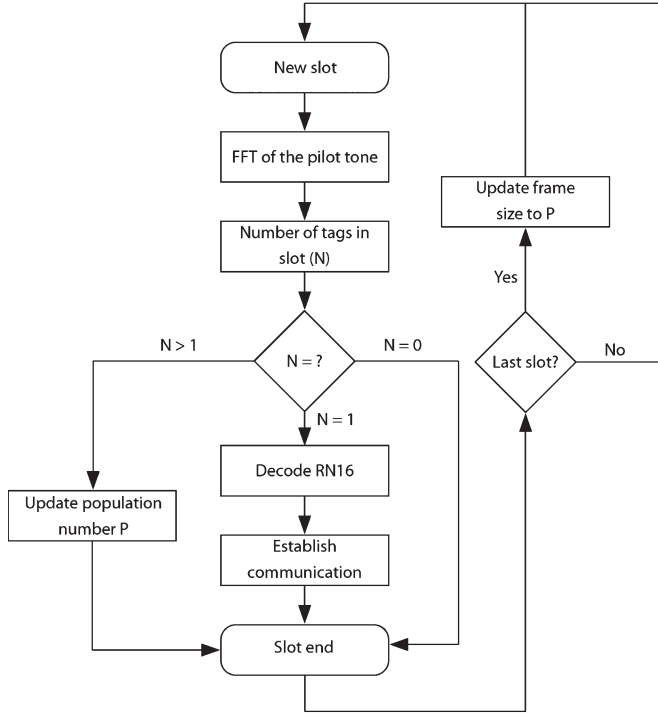 New slot
FFT of the pilot tone
Update frame
size to P
Number of tags in
slot (N)
Yes
N > 1
N = ?
N = 0
Last slot?
No
N = 1
Decode RN16
Update population
number P
Establish
communication
Slot end